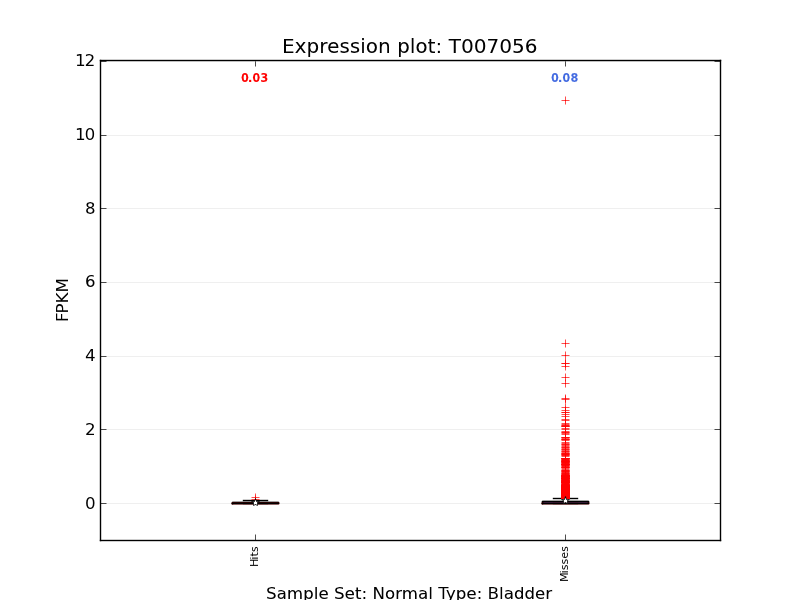 Expression plot: T007056
12
10
8
6
4
2
0
FPKM
0.03
0.08
Hits
Misses
Sample Set: Normal Type: Bladder